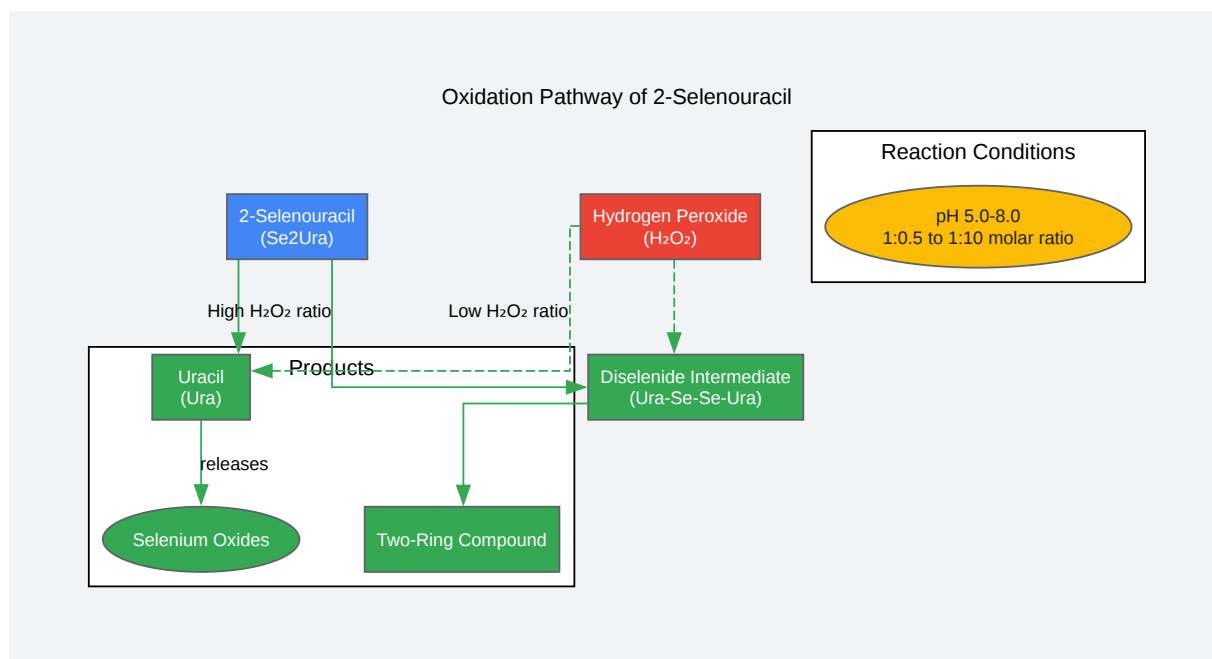 Oxidation Pathway of 2-Selenouracil
Reaction Conditions
pH 5.0-8.0
1:0.5 to 1:10 molar ratio
2-Selenouracil
(Se2Ura)
Hydrogen Peroxide
(H₂O₂)
High H₂O₂ ratio
Low H₂O₂ ratio
Products
Uracil
(Ura)
Diselenide Intermediate
(Ura-Se-Se-Ura)
releases
Selenium Oxides
Two-Ring Compound